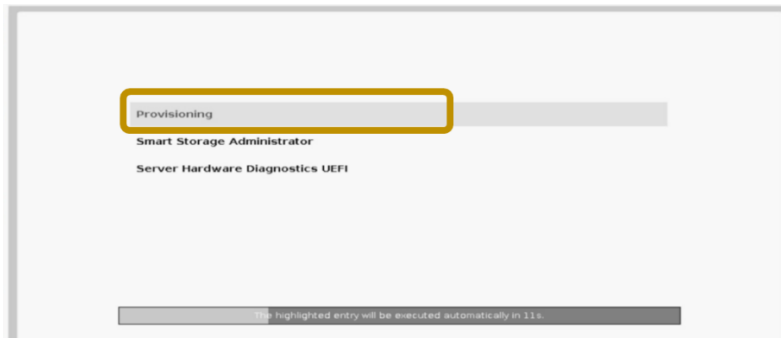 Provisioning
Smart Storage Administrator
Server Hardware Diagnostics UEFI
The highlighted entry will be executed automatically in 11s.